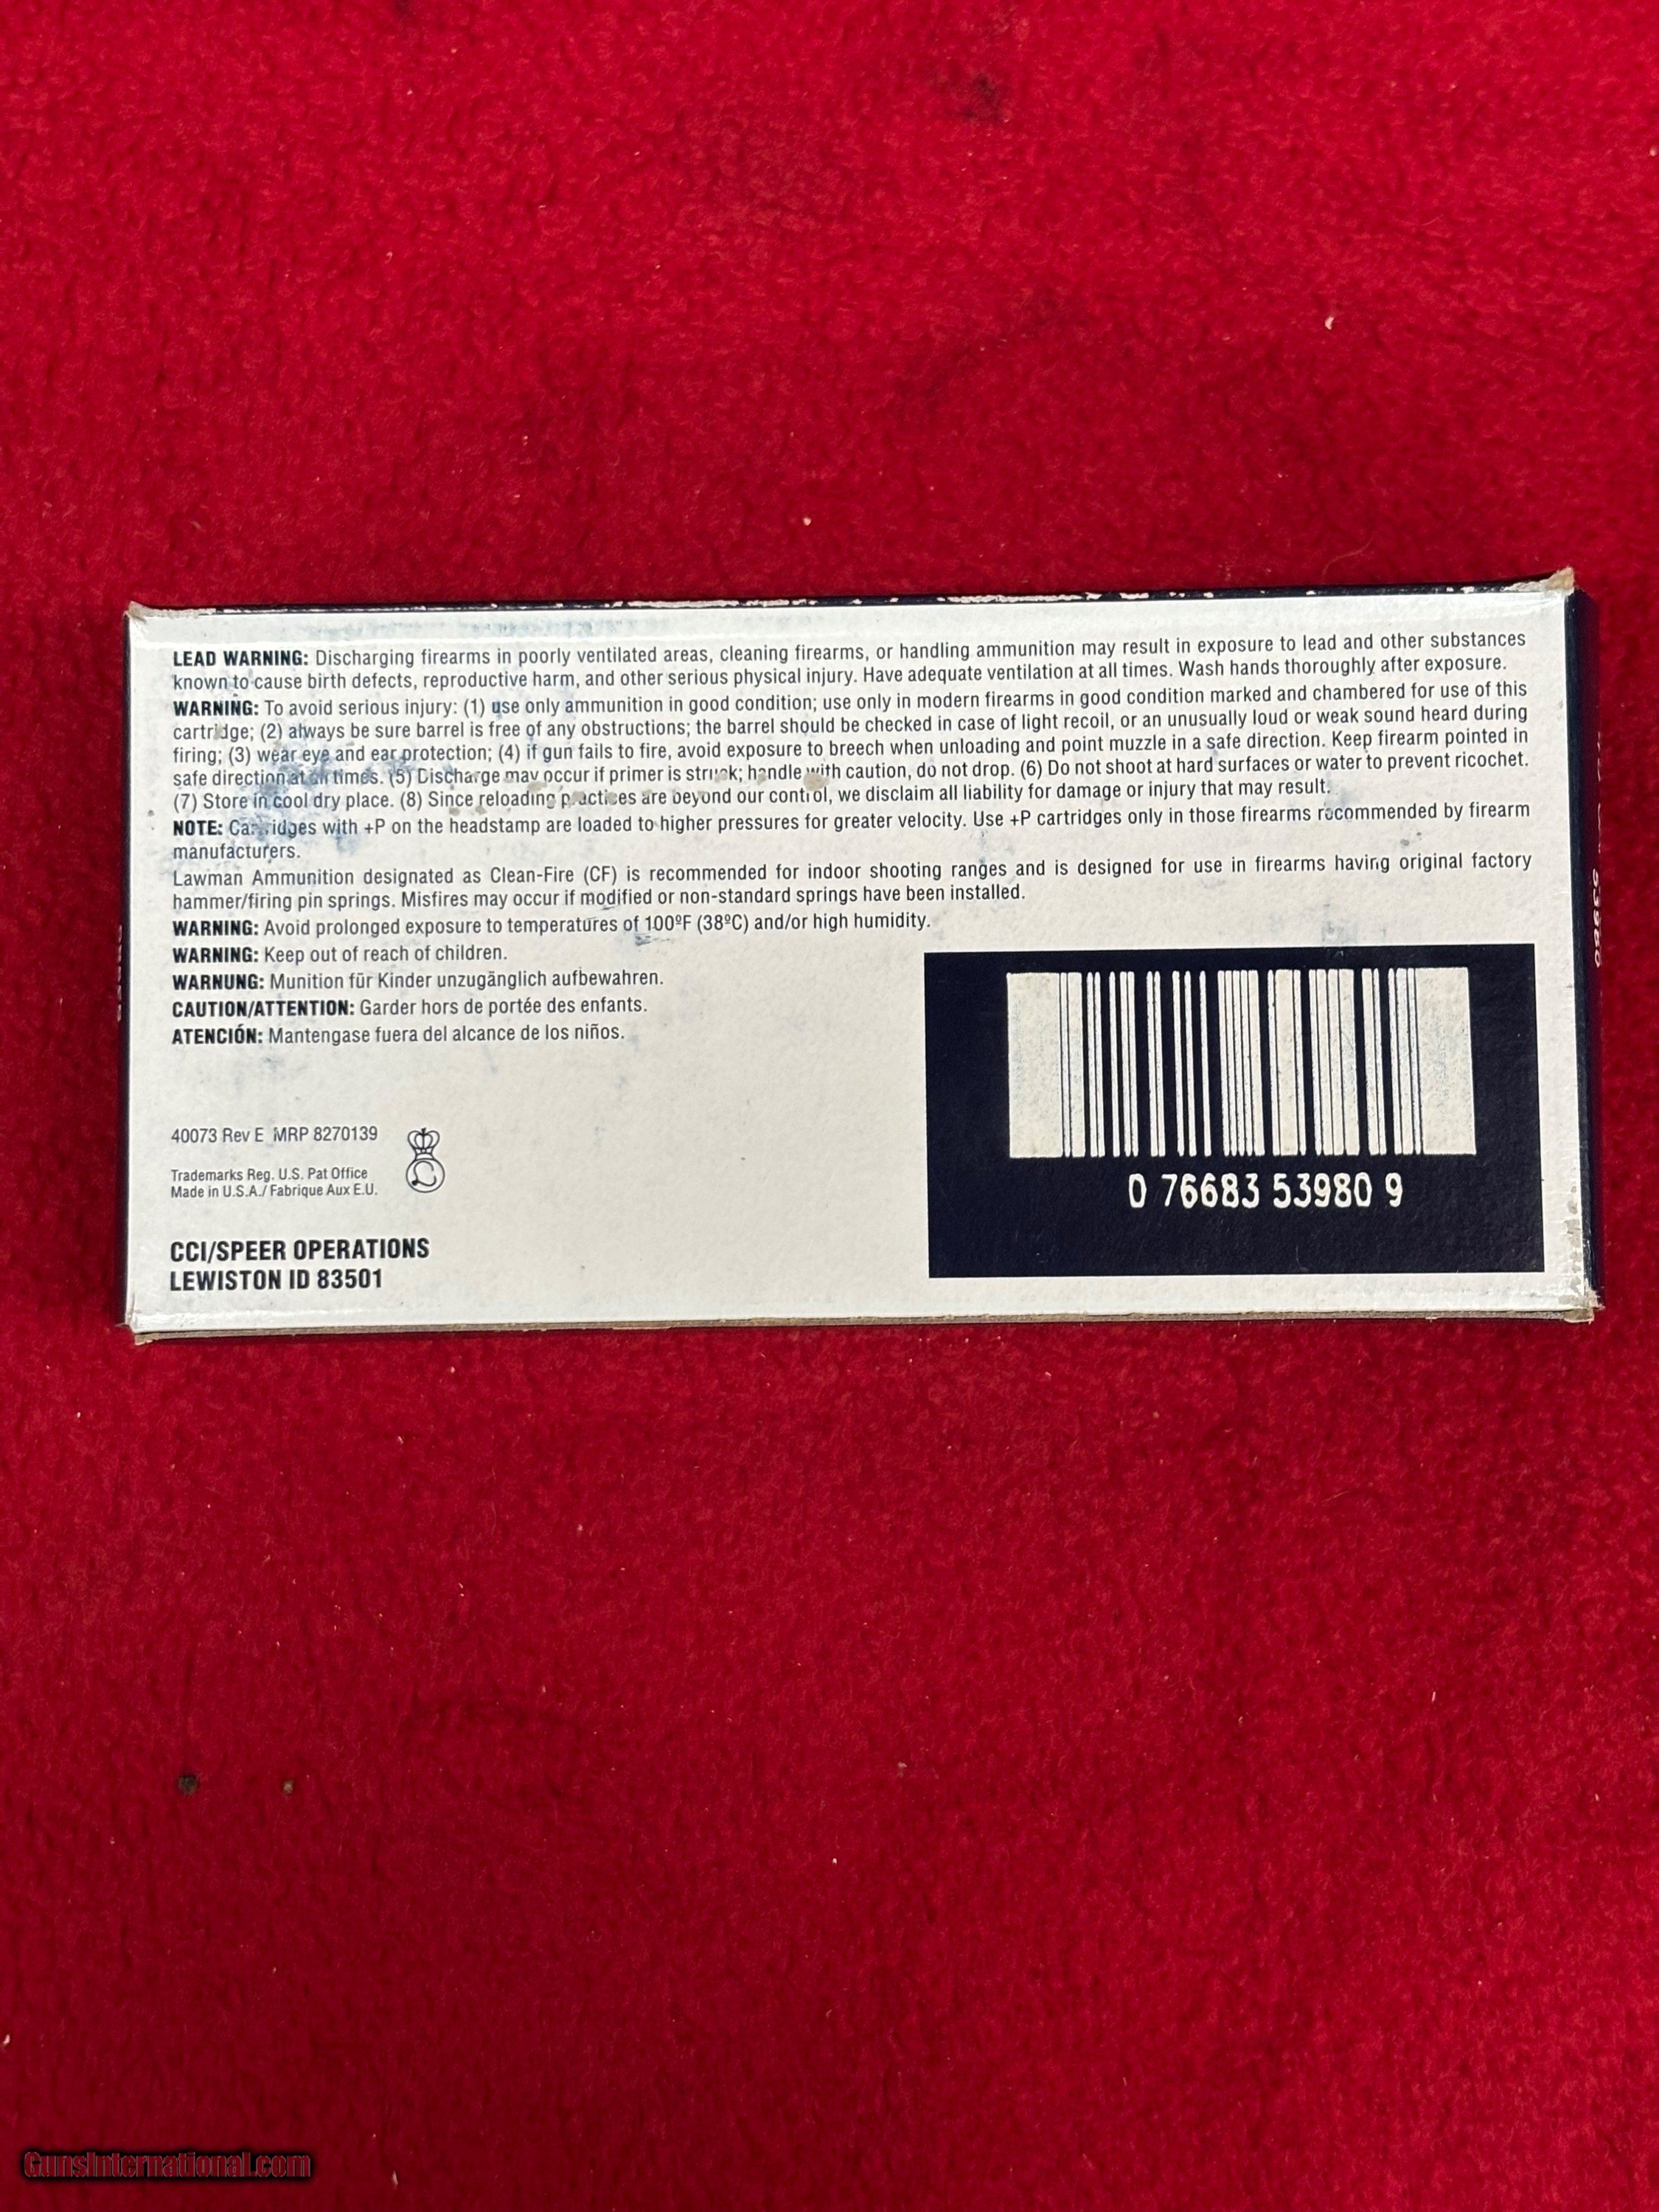 LEAD WARNING: Discharging firearms in poorly ventilated areas, cleaning firearms, or handling ammunition may result in exposure to lead and other substances
known to cause birth defects, reproductive harm, and other serious physical injury. Have adequate ventilation at all times. Wash hands thoroughly after exposure.
WARNING: To avoid serious injury: (1) use only ammunition in good condition; use only in modern firearms in good condition marked and chambered for use of this
cartridge; (2) always be sure barrel is free of any obstructions; the barrel should be checked in case of light recoil, or an unusually loud or weak sound heard during
firing; (3) wear eye and ear protection; (4) if gun fails to fire, avoid exposure to breech when unloading and point muzzle in a safe direction. Keep firearm pointed in
safe direction at all times. (5) Discharge may occur if primer is struck; handle with caution, do not drop. (6) Do not shoot at hard surfaces or water to prevent ricochet.
(7) Store in cool dry place. (8) Since reloading practices are beyond our control, we disclaim all liability for damage or injury that may result.
NOTE: Cartridges with +P on the headstamp are loaded to higher pressures for greater velocity. Use +P cartridges only in those firearms recommended by firearm
manufacturers.
Lawman Ammunition designated as Clean-Fire (CF) is recommended for indoor shooting ranges and is designed for use in firearms having original factory
hammer/firing pin springs. Misfires may occur if modified or non-standard springs have been installed.
WARNING: Avoid prolonged exposure to temperatures of 100ºF (38ºC) and/or high humidity.
WARNING: Keep out of reach of children.
WARNUNG: Munition für Kinder unzugänglich aufbewahren.
CAUTION/ATTENTION: Garder hors de portée des enfants.
ATENCIÓN: Mantengase fuera del alcance de los niños.
40073 Rev E MRP 8270139
Trademarks Reg. U.S. Pat Office
Made in U.S.A./ Fabrique Aux E.U.
CCI/SPEER OPERATIONS
LEWISTON ID 83501
0 76683 53980 9
53980
GunsInternational.com